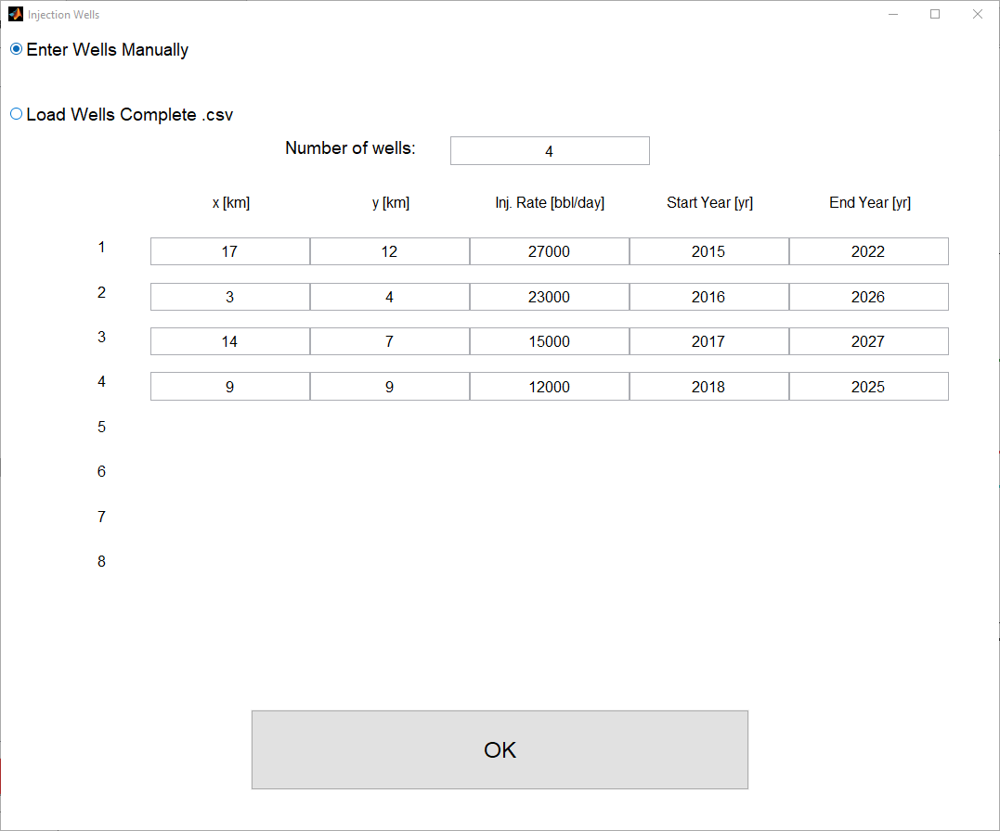 Injection Wells
Enter Wells Manually
Load Wells Complete .csv
Number of wells: 4
x [km] y [km] Inj. Rate [bbl/day] Start Year [yr] End Year [yr]
1 17 12 27000 2015 2022
2 3 4 23000 2016 2026
3 14 7 15000 2017 2027
4 9 9 12000 2018 2025
5
6
7
8
OK